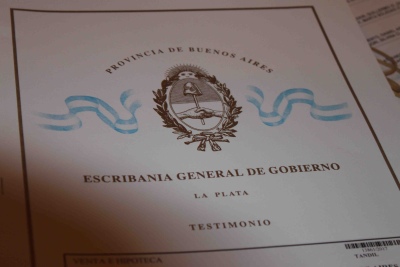 PROVINCIA DE BUENOS AIRES
ESCRIBANIA GENERAL DE GOBIERNO
LA PLATA
TESTIMONIO
TANDIL
VENTA E HIPOTECA